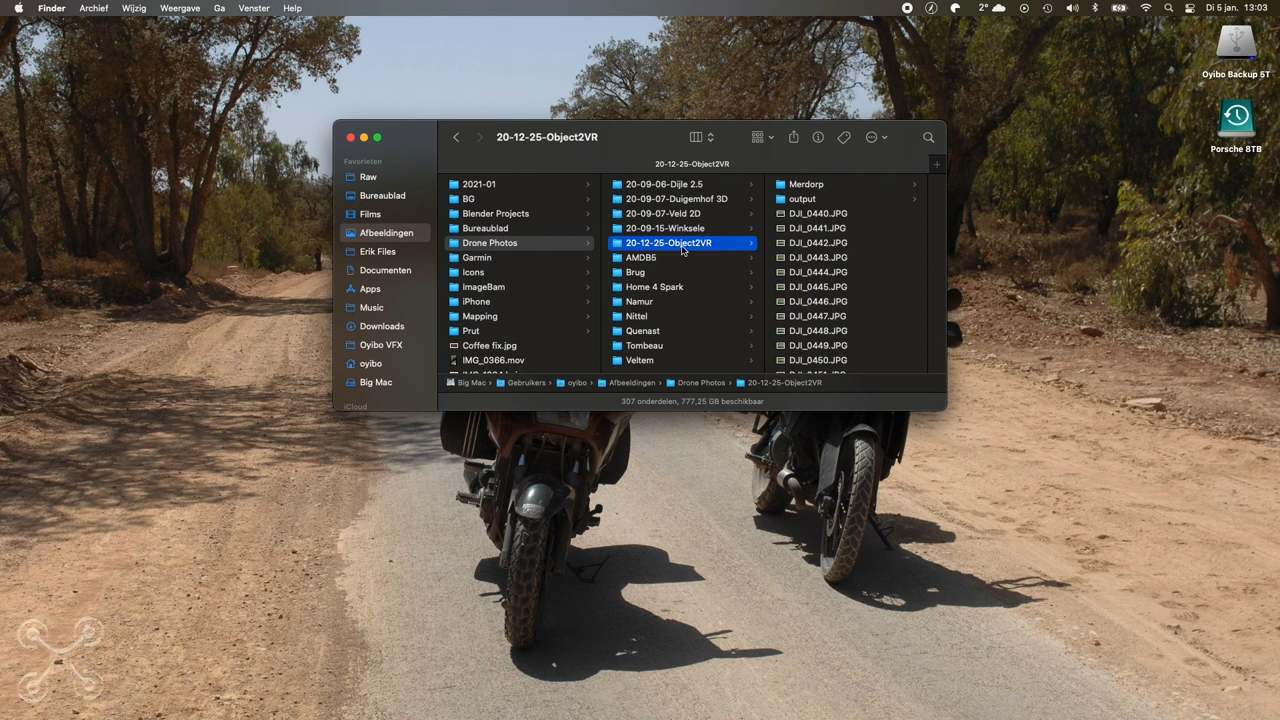 Finder Archief Wijzig Weergave Ga Venster Help 2° Di 5 jan. 13:03
Oyibo Backup 5T
Porsche 8TB
20-12-25-Object2VR
20-12-25-Object2VR
Favorieten
Raw
Bureaublad
Films
Afbeeldingen
Erik Files
Documenten
Apps
Music
Downloads
Oyibo VFX
oyibo
Big Mac
iCloud
2021-01
BG
Blender Projects
Bureaublad
Drone Photos
Garmin
Icons
ImageBam
iPhone
Mapping
Prut
Coffee fix.jpg
IMG_0366.mov
20-09-06-Dijle 2.5
20-09-07-Duigemhof 3D
20-09-07-Veld 2D
20-09-15-Winksele
20-12-25-Object2VR
AMDB5
Brug
Home 4 Spark
Namur
Nittel
Quenast
Tombeau
Veltem
Merdorp
output
DJI_0440.JPG
DJI_0441.JPG
DJI_0442.JPG
DJI_0443.JPG
DJI_0444.JPG
DJI_0445.JPG
DJI_0446.JPG
DJI_0447.JPG
DJI_0448.JPG
DJI_0449.JPG
DJI_0450.JPG
Big Mac › Gebruikers › oyibo › Afbeeldingen › Drone Photos › 20-12-25-Object2VR
307 onderdelen, 777,25 GB beschikbaar